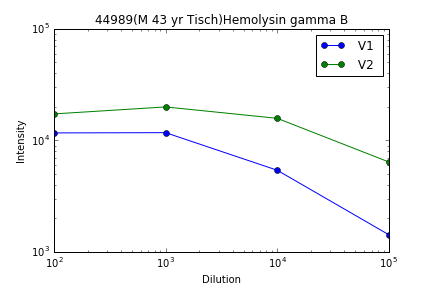 44989(M 43 yr Tisch)Hemolysin gamma B
10^5
V1
V2
Intensity
10^4
10^3
10^2 10^3 10^4 10^5
Dilution